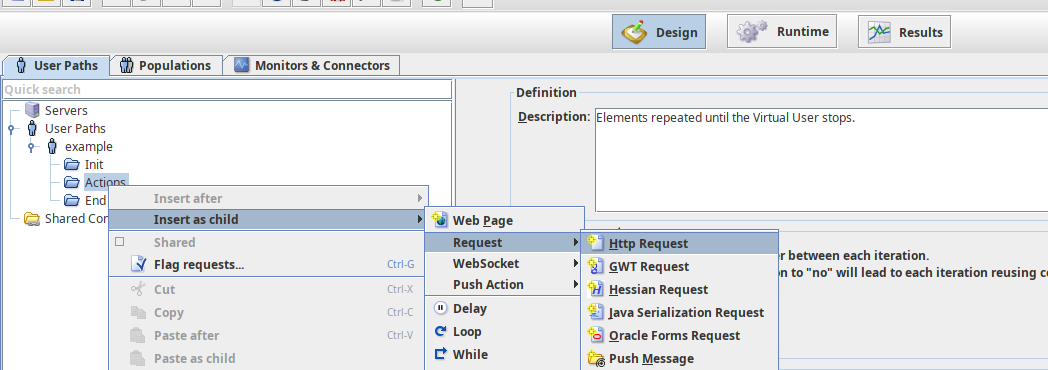 Design
Runtime
Results
User Paths
Populations
Monitors & Connectors
Quick search
Servers
User Paths
example
Init
Actions
End
Shared Con
Definition
Description:
Elements repeated until the Virtual User stops.
r between each iteration.
on to "no" will lead to each iteration reusing co
Insert after
Insert as child
Shared
Flag requests... Ctrl-G
Cut Ctrl-X
Copy Ctrl-C
Paste after Ctrl-V
Paste as child
Web Page
Request
WebSocket
Push Action
Delay
Loop
While
Http Request
GWT Request
Hessian Request
Java Serialization Request
Oracle Forms Request
Push Message